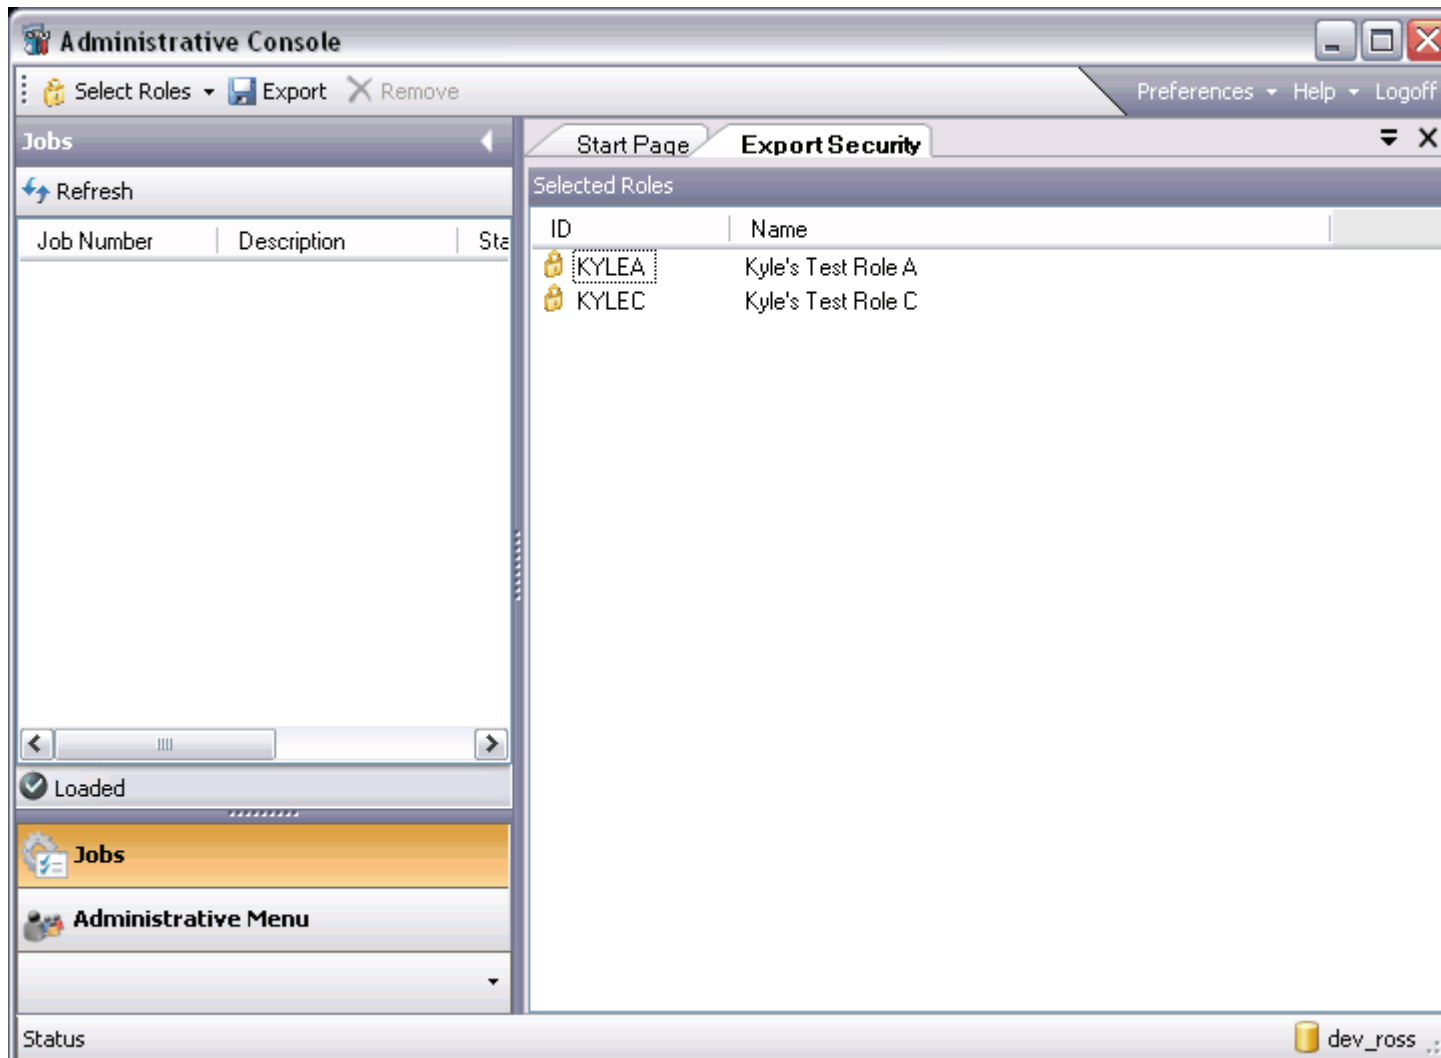 Administrative Console
Select Roles Export Remove Preferences Help Logoff
Jobs
Refresh
Job Number Description Sta
Loaded
Jobs
Administrative Menu
Start Page Export Security
Selected Roles
ID Name
KYLEA Kyle's Test Role A
KYLEC Kyle's Test Role C
Status dev_ross